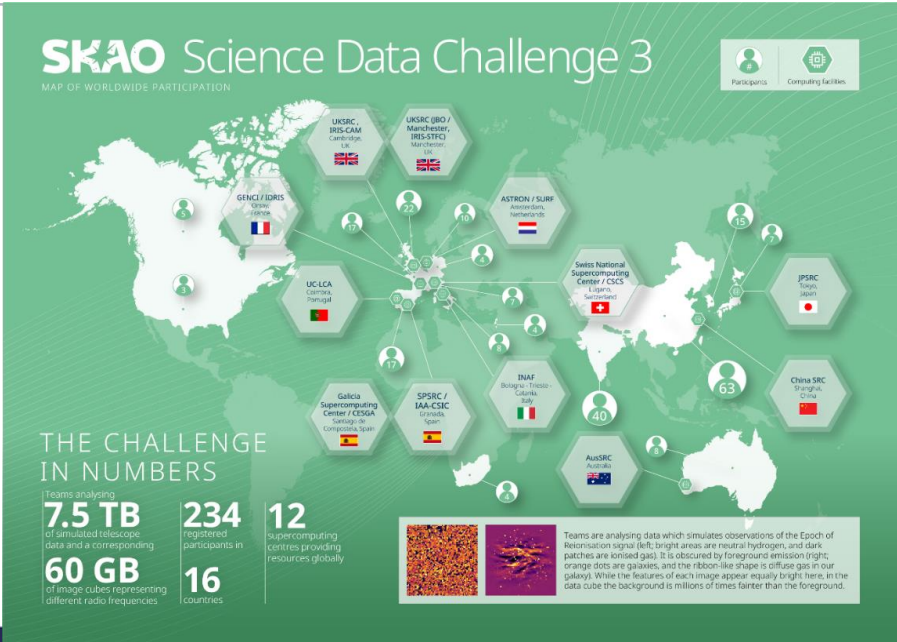 SKAO Science Data Challenge 3
MAP OF WORLDWIDE PARTICIPATION
#
Participants
Computing facilities
UKSRC,
IRIS-CAM
Cambridge,
UK
UKSRC (JBO /
Manchester,
IRIS-STFC)
Manchester,
UK
GENCI / IDRIS
Orsay,
France
ASTRON / SURF
Amsterdam,
Netherlands
UC-LCA
Coimbra,
Portugal
Swiss National
Supercomputing
Center / CSCS
Lugano,
Switzerland
JPSRC
Tokyo,
Japan
Galicia
Supercomputing
Center / CESGA
Santiago de
Compostela, Spain
SPSRC /
IAA-CSIC
Granada,
Spain
INAF
Bologna - Trieste -
Catania,
Italy
China SRC
Shanghai,
China
AusSRC
Australia
5
3
17
22
10
4
7
4
8
17
15
7
63
40
8
4
THE CHALLENGE
IN NUMBERS
Teams analysing
7.5 TB
of simulated telescope
data and a corresponding
60 GB
of image cubes representing
different radio frequencies
234
registered
participants in
16
countries
12
supercomputing
centres providing
resources globally
Teams are analysing data which simulates observations of the Epoch of
Reionisation signal (left; bright areas are neutral hydrogen, and dark
patches are ionised gas). It is obscured by foreground emission (right;
orange dots are galaxies, and the ribbon-like shape is diffuse gas in our
galaxy). While the features of each image appear equally bright here, in the
data cube the background is millions of times fainter than the foreground.